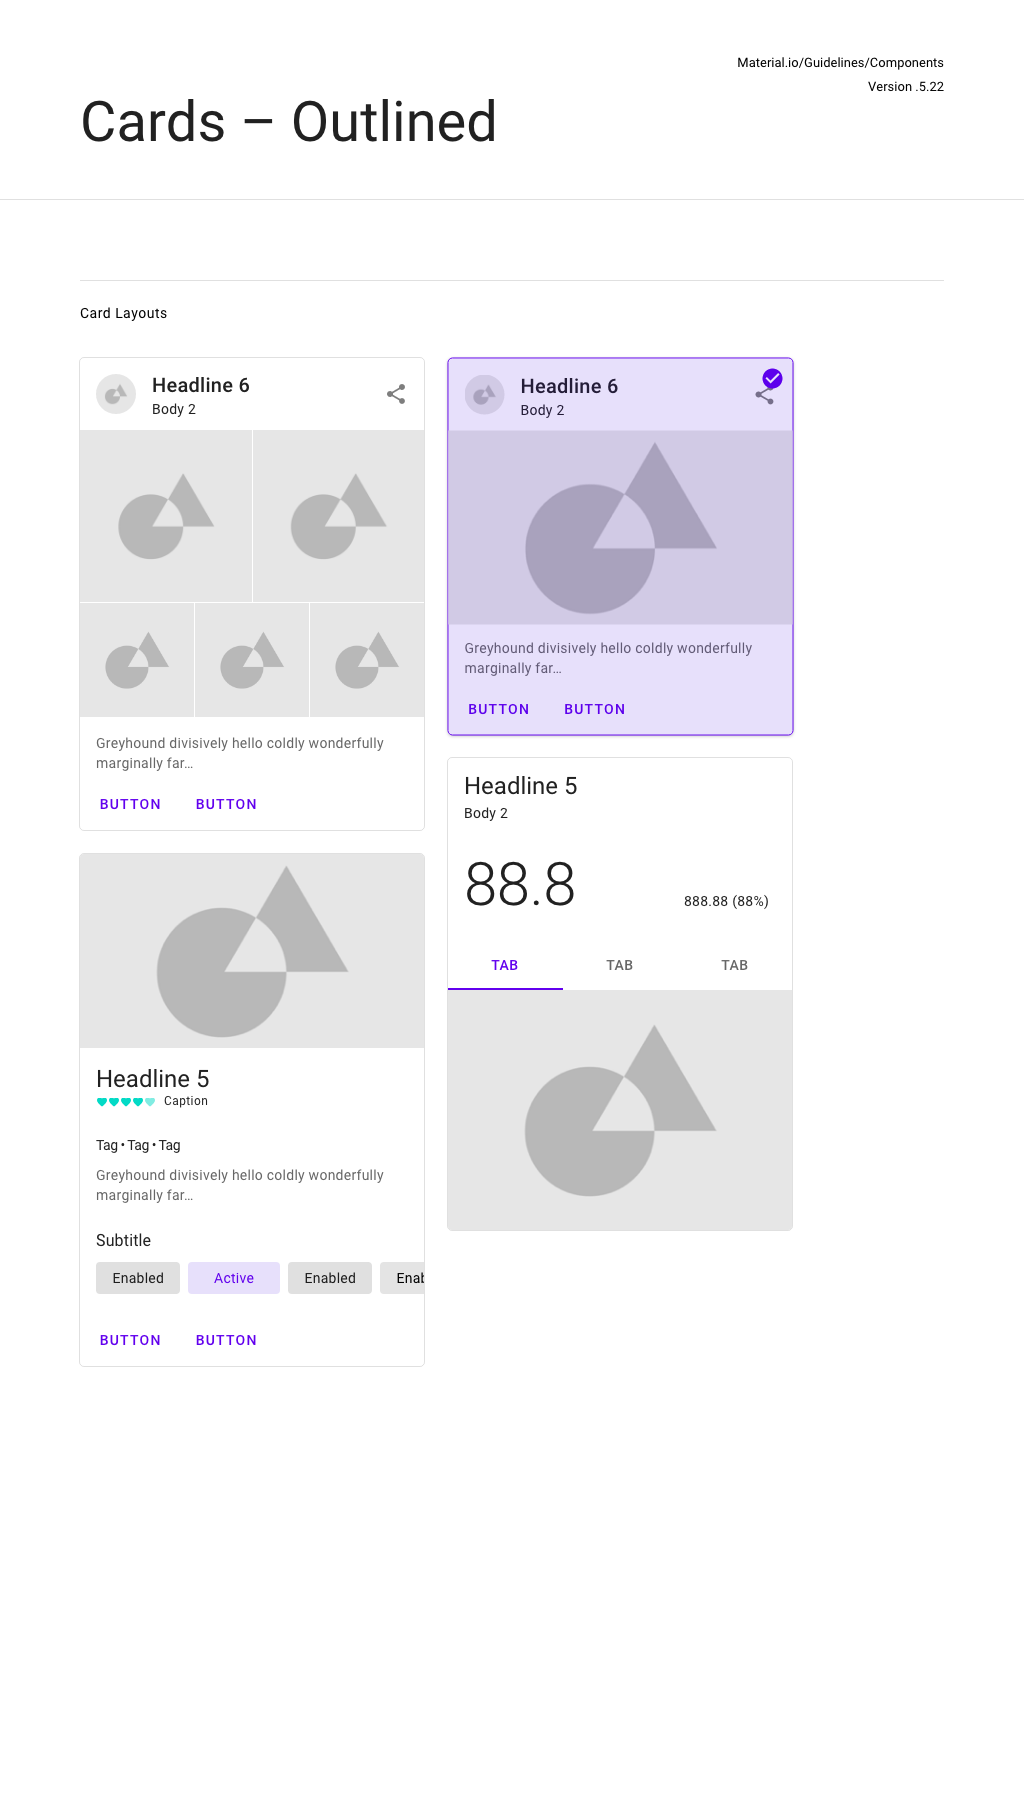 Material.io/Guidelines/Components
Version .5.22
Cards – Outlined
Card Layouts
Headline 6
Body 2
Greyhound divisively hello coldly wonderfully
marginally far…
BUTTON BUTTON
Headline 5
Caption
Tag • Tag • Tag
Greyhound divisively hello coldly wonderfully
marginally far…
Subtitle
Enabled Active Enabled Enab
BUTTON BUTTON
Headline 6
Body 2
Greyhound divisively hello coldly wonderfully
marginally far…
BUTTON BUTTON
Headline 5
Body 2
88.8
888.88 (88%)
TAB TAB TAB